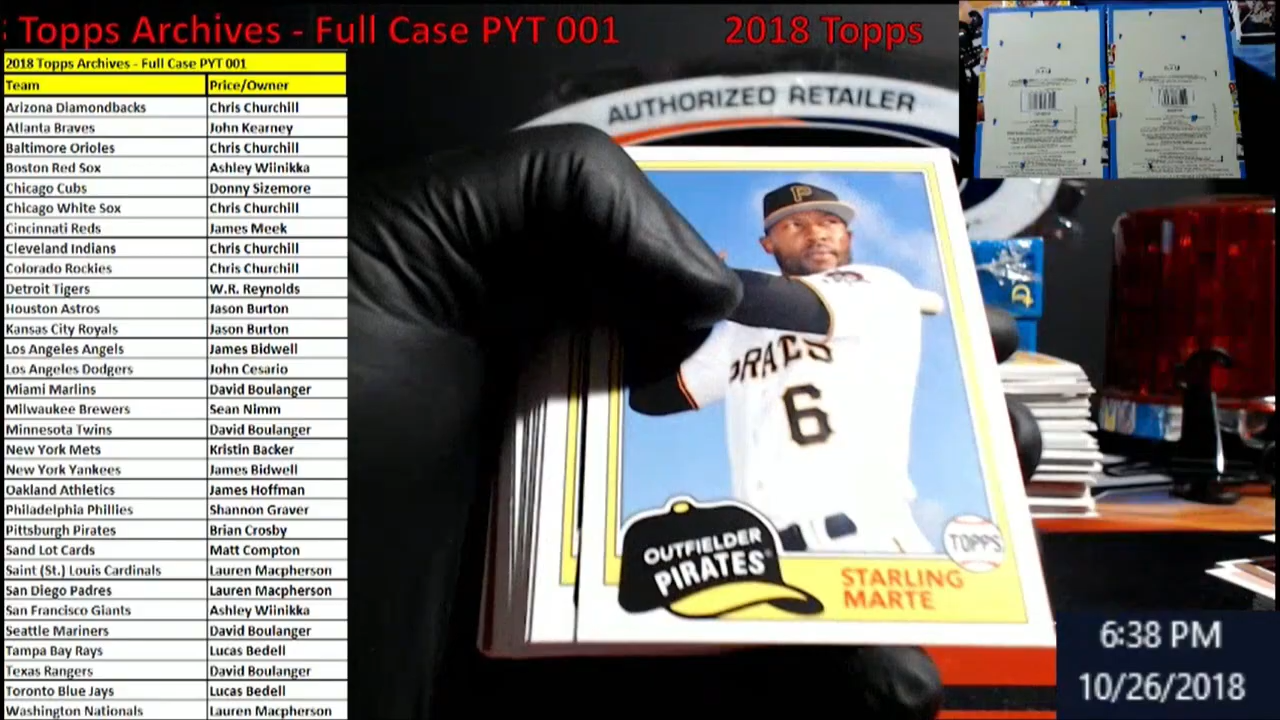 Topps Archives - Full Case PYT 001 2018 Topps
2018 Topps Archives - Full Case PYT 001
Team Price/Owner
Arizona Diamondbacks Chris Churchill
Atlanta Braves John Kearney
Baltimore Orioles Chris Churchill
Boston Red Sox Ashley Wiinikka
Chicago Cubs Donny Sizemore
Chicago White Sox Chris Churchill
Cincinnati Reds James Meek
Cleveland Indians Chris Churchill
Colorado Rockies Chris Churchill
Detroit Tigers W.R. Reynolds
Houston Astros Jason Burton
Kansas City Royals Jason Burton
Los Angeles Angels James Bidwell
Los Angeles Dodgers John Cesario
Miami Marlins David Boulanger
Milwaukee Brewers Sean Nimm
Minnesota Twins David Boulanger
New York Mets Kristin Backer
New York Yankees James Bidwell
Oakland Athletics James Hoffman
Philadelphia Phillies Shannon Graver
Pittsburgh Pirates Brian Crosby
Sand Lot Cards Matt Compton
Saint (St.) Louis Cardinals Lauren Macpherson
San Diego Padres Lauren Macpherson
San Francisco Giants Ashley Wiinikka
Seattle Mariners David Boulanger
Tampa Bay Rays Lucas Bedell
Texas Rangers David Boulanger
Toronto Blue Jays Lucas Bedell
Washington Nationals Lauren Macpherson
AUTHORIZED RETAILER
P
6
OUTFIELDER
PIRATES
TOPPS
STARLING
MARTE
6:38 PM
10/26/2018